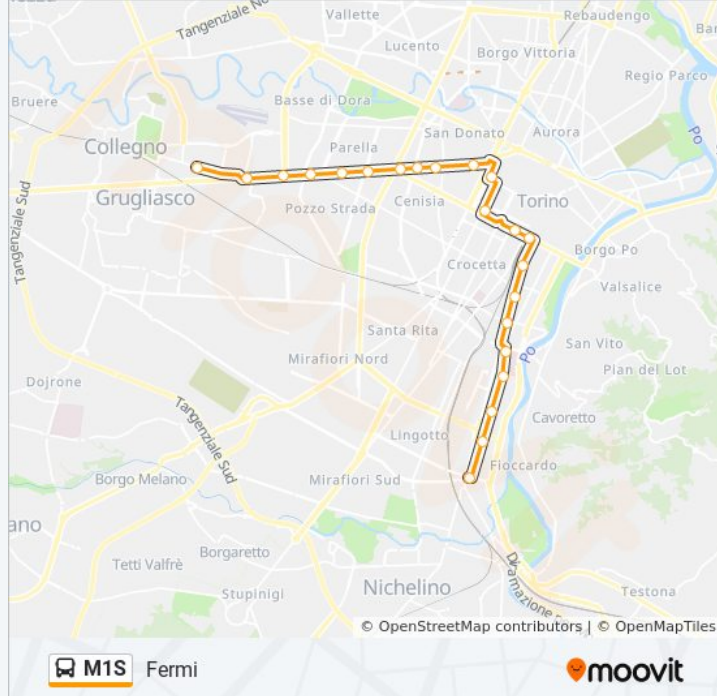 Vallette
Rebaudengo
Tangenziale No
Lucento
Borgo Vittoria
Regio Parco
Bruere
Basse di Dora
Po
Collegno
Parella
San Donato
Aurora
Grugliasco
Pozzo Strada
Cenisia
Torino
Tangenziale Sud
Borgo Po
Crocetta
Valsalice
Santa Rita
Po
San Vito
Mirafiori Nord
Pian del Lot
Dojrone
Tangenziale Sud
Cavoretto
Lingotto
Fioccardo
Borgo Melano
Mirafiori Sud
ano
Borgaretto
Tetti Valfrè
Diramazione
Stupinigi
Nichelino
Testona
© OpenStreetMap contributors | © OpenMapTiles
M1S Fermi
moovit